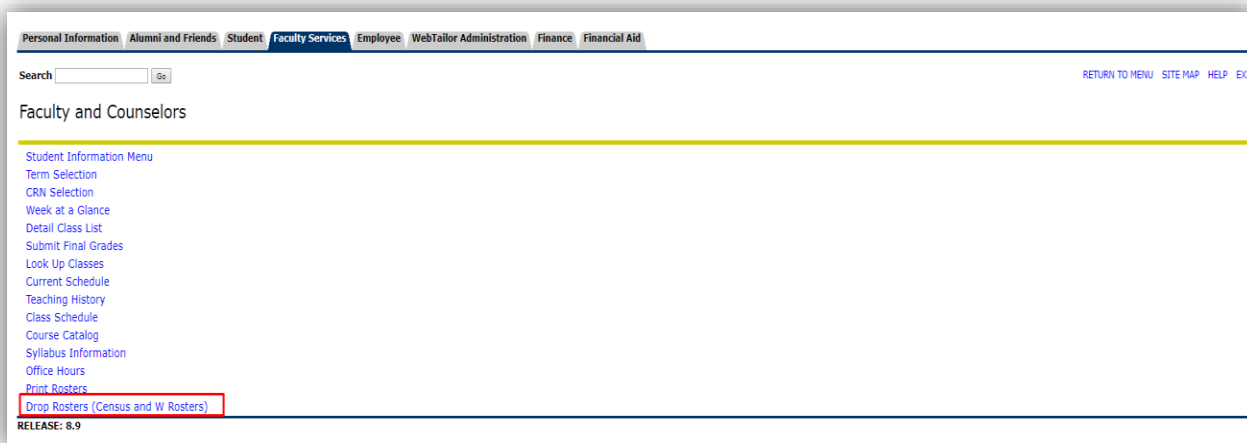 Personal Information Alumni and Friends Student Faculty Services Employee WebTailor Administration Finance Financial Aid
Search Go RETURN TO MENU SITE MAP HELP EX
Faculty and Counselors
Student Information Menu
Term Selection
CRN Selection
Week at a Glance
Detail Class List
Submit Final Grades
Look Up Classes
Current Schedule
Teaching History
Class Schedule
Course Catalog
Syllabus Information
Office Hours
Print Rosters
Drop Rosters (Census and W Rosters)
RELEASE: 8.9